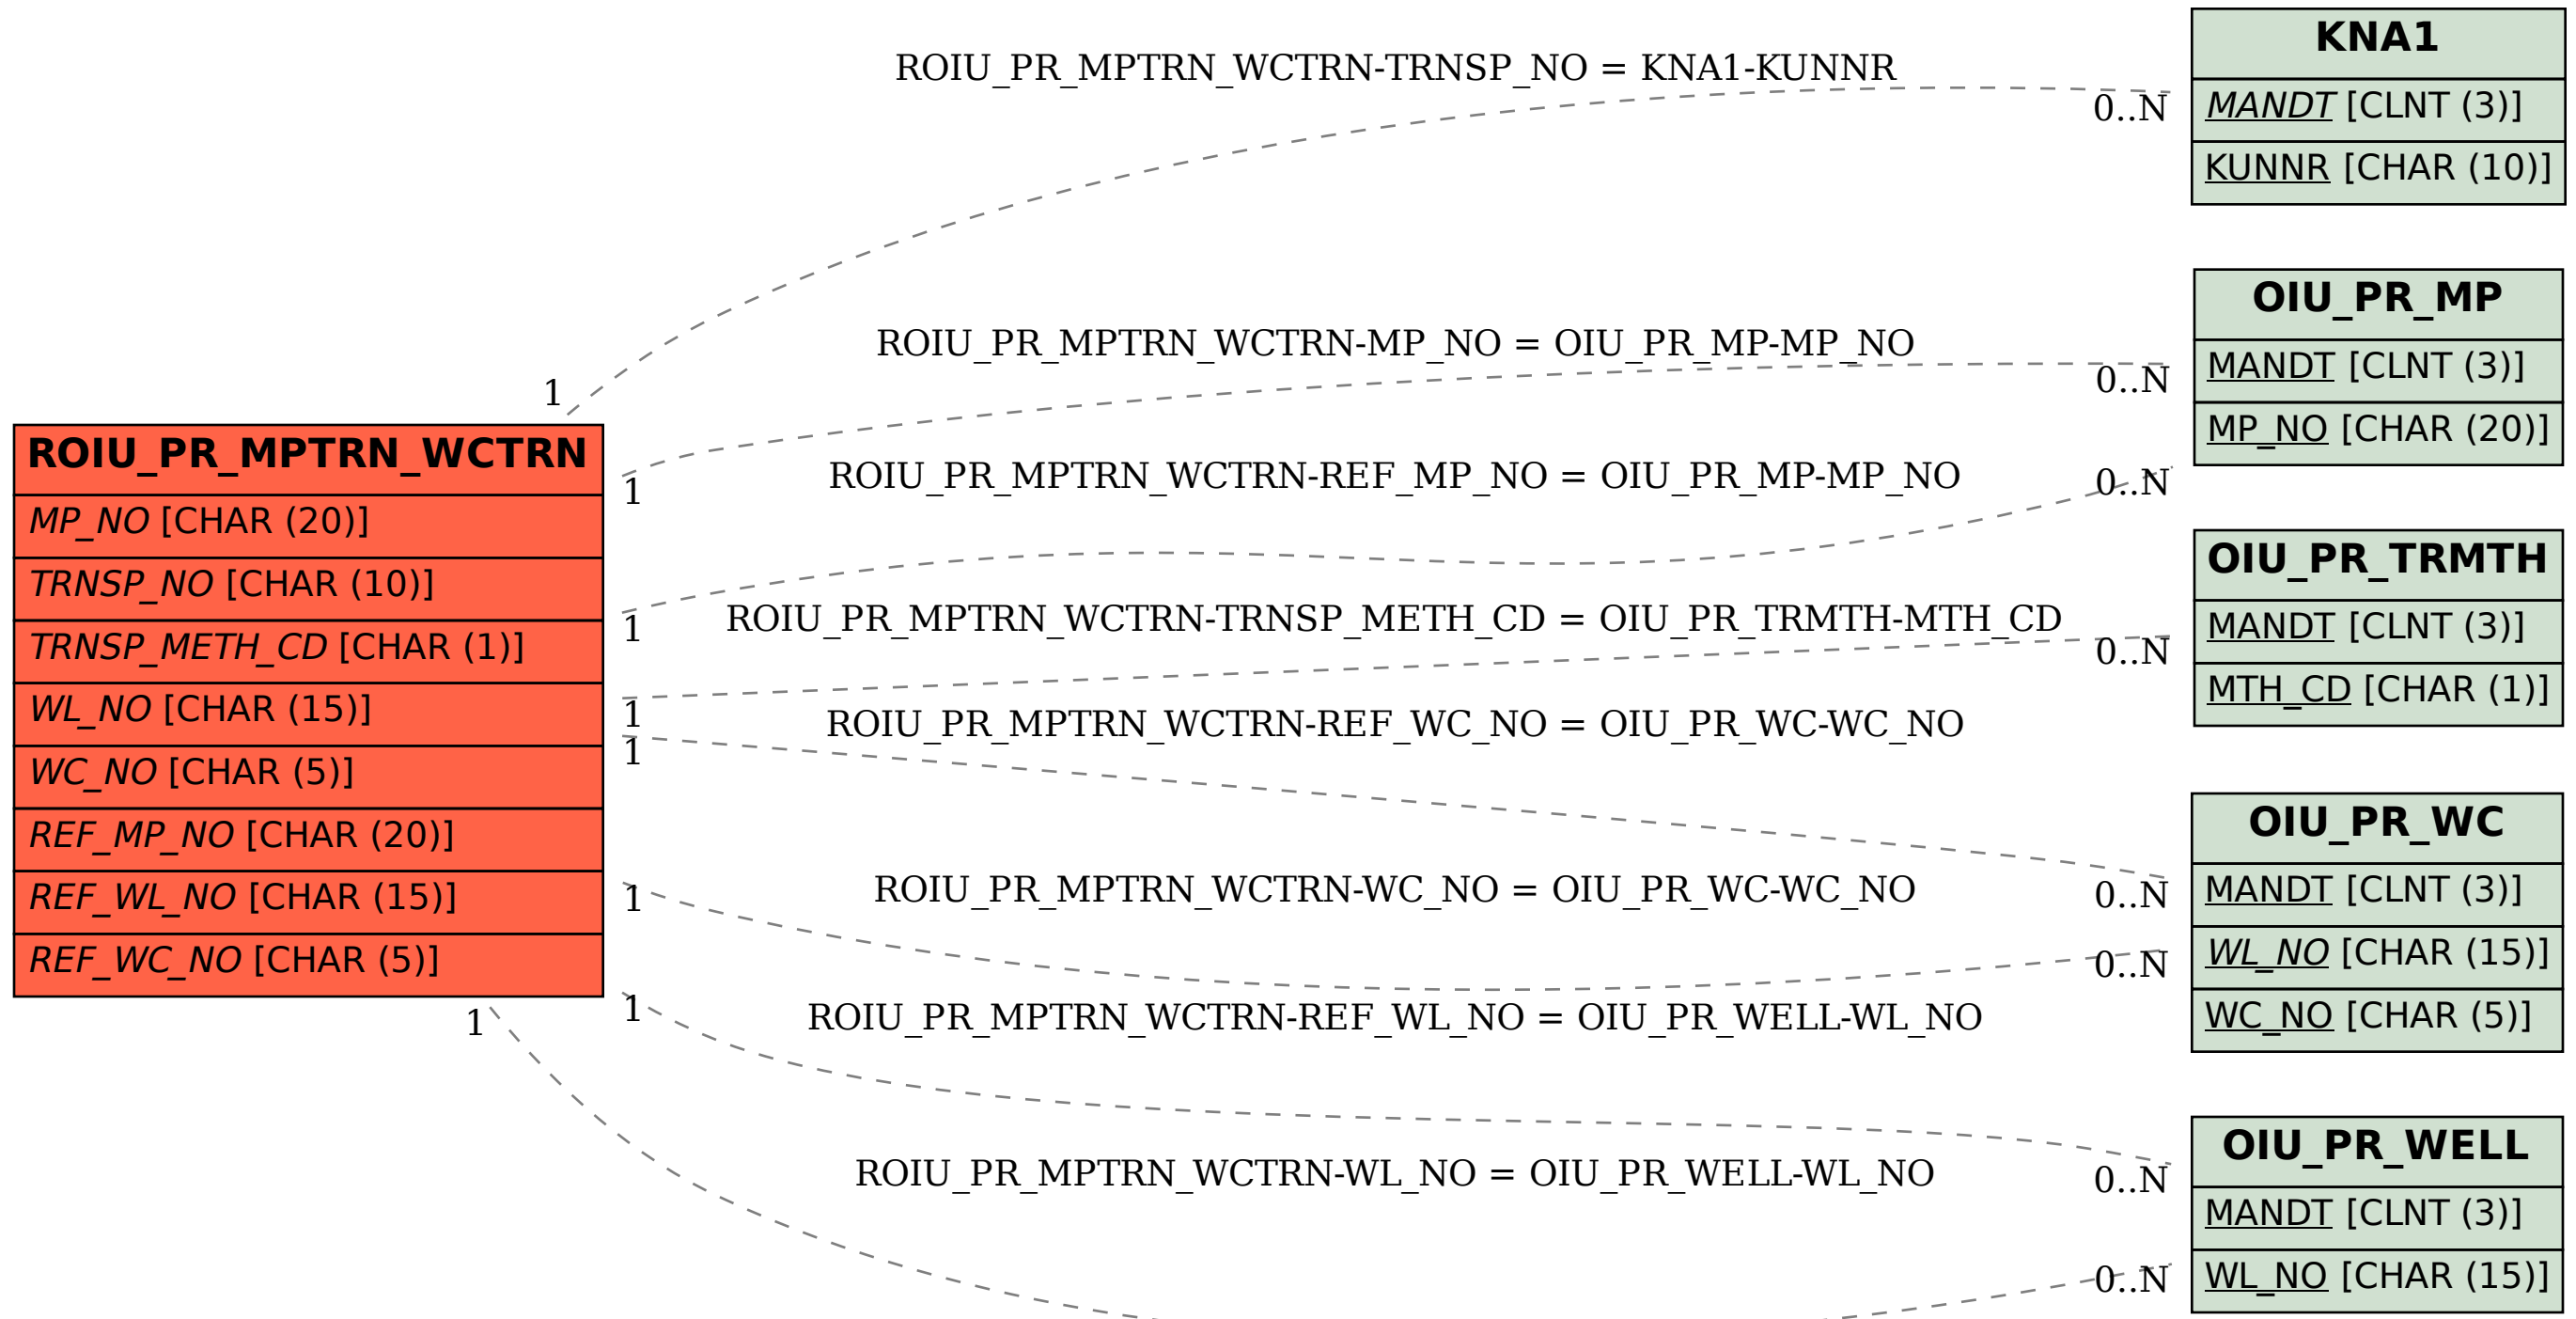 ROIU_PR_MPTRN_WCTRN
MP_NO [CHAR (20)]
TRNSP_NO [CHAR (10)]
TRNSP_METH_CD [CHAR (1)]
WL_NO [CHAR (15)]
WC_NO [CHAR (5)]
REF_MP_NO [CHAR (20)]
REF_WL_NO [CHAR (15)]
REF_WC_NO [CHAR (5)]
ROIU_PR_MPTRN_WCTRN-TRNSP_NO = KNA1-KUNNR
1
0..N
ROIU_PR_MPTRN_WCTRN-MP_NO = OIU_PR_MP-MP_NO
1
0..N
ROIU_PR_MPTRN_WCTRN-REF_MP_NO = OIU_PR_MP-MP_NO
1
0..N
ROIU_PR_MPTRN_WCTRN-TRNSP_METH_CD = OIU_PR_TRMTH-MTH_CD
1
0..N
ROIU_PR_MPTRN_WCTRN-REF_WC_NO = OIU_PR_WC-WC_NO
1
0..N
ROIU_PR_MPTRN_WCTRN-WC_NO = OIU_PR_WC-WC_NO
1
0..N
ROIU_PR_MPTRN_WCTRN-REF_WL_NO = OIU_PR_WELL-WL_NO
1
0..N
ROIU_PR_MPTRN_WCTRN-WL_NO = OIU_PR_WELL-WL_NO
1
0..N
KNA1
MANDT [CLNT (3)]
KUNNR [CHAR (10)]
OIU_PR_MP
MANDT [CLNT (3)]
MP_NO [CHAR (20)]
OIU_PR_TRMTH
MANDT [CLNT (3)]
MTH_CD [CHAR (1)]
OIU_PR_WC
MANDT [CLNT (3)]
WL_NO [CHAR (15)]
WC_NO [CHAR (5)]
OIU_PR_WELL
MANDT [CLNT (3)]
WL_NO [CHAR (15)]